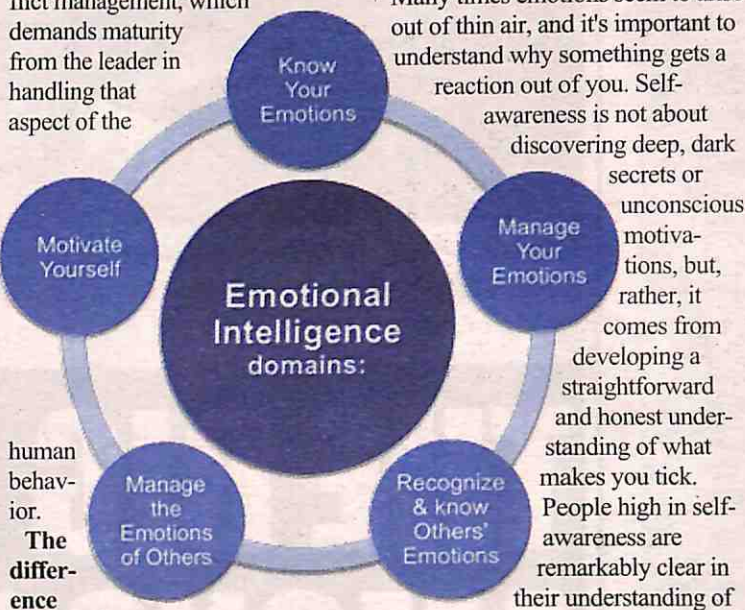 demands maturity
from the leader in
handling that
aspect of the
human
behav-
ior.
The
differ-
ence
Know
Your
Emotions
Manage
Your
Emotions
Recognize
& know
Others'
Emotions
Manage
the
Emotions
of Others
Motivate
Yourself
Emotional
Intelligence
domains:
out of thin air, and it's important to
understand why something gets a
reaction out of you. Self-
awareness is not about
discovering deep, dark
secrets or
unconscious
motiva-
tions, but,
rather, it
comes from
developing a
straightforward
and honest under-
standing of what
makes you tick.
People high in self-
awareness are
remarkably clear in
their understanding of